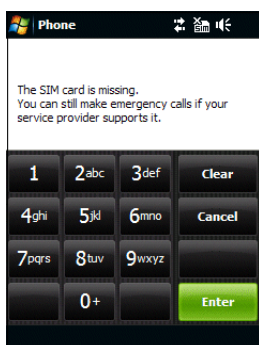 Phone
The SIM card is missing.
You can still make emergency calls if your
service provider supports it.
1 2abc 3def Clear
4ghi 5jkl 6mno Cancel
7pqrs 8tuv 9wxyz
0+ Enter